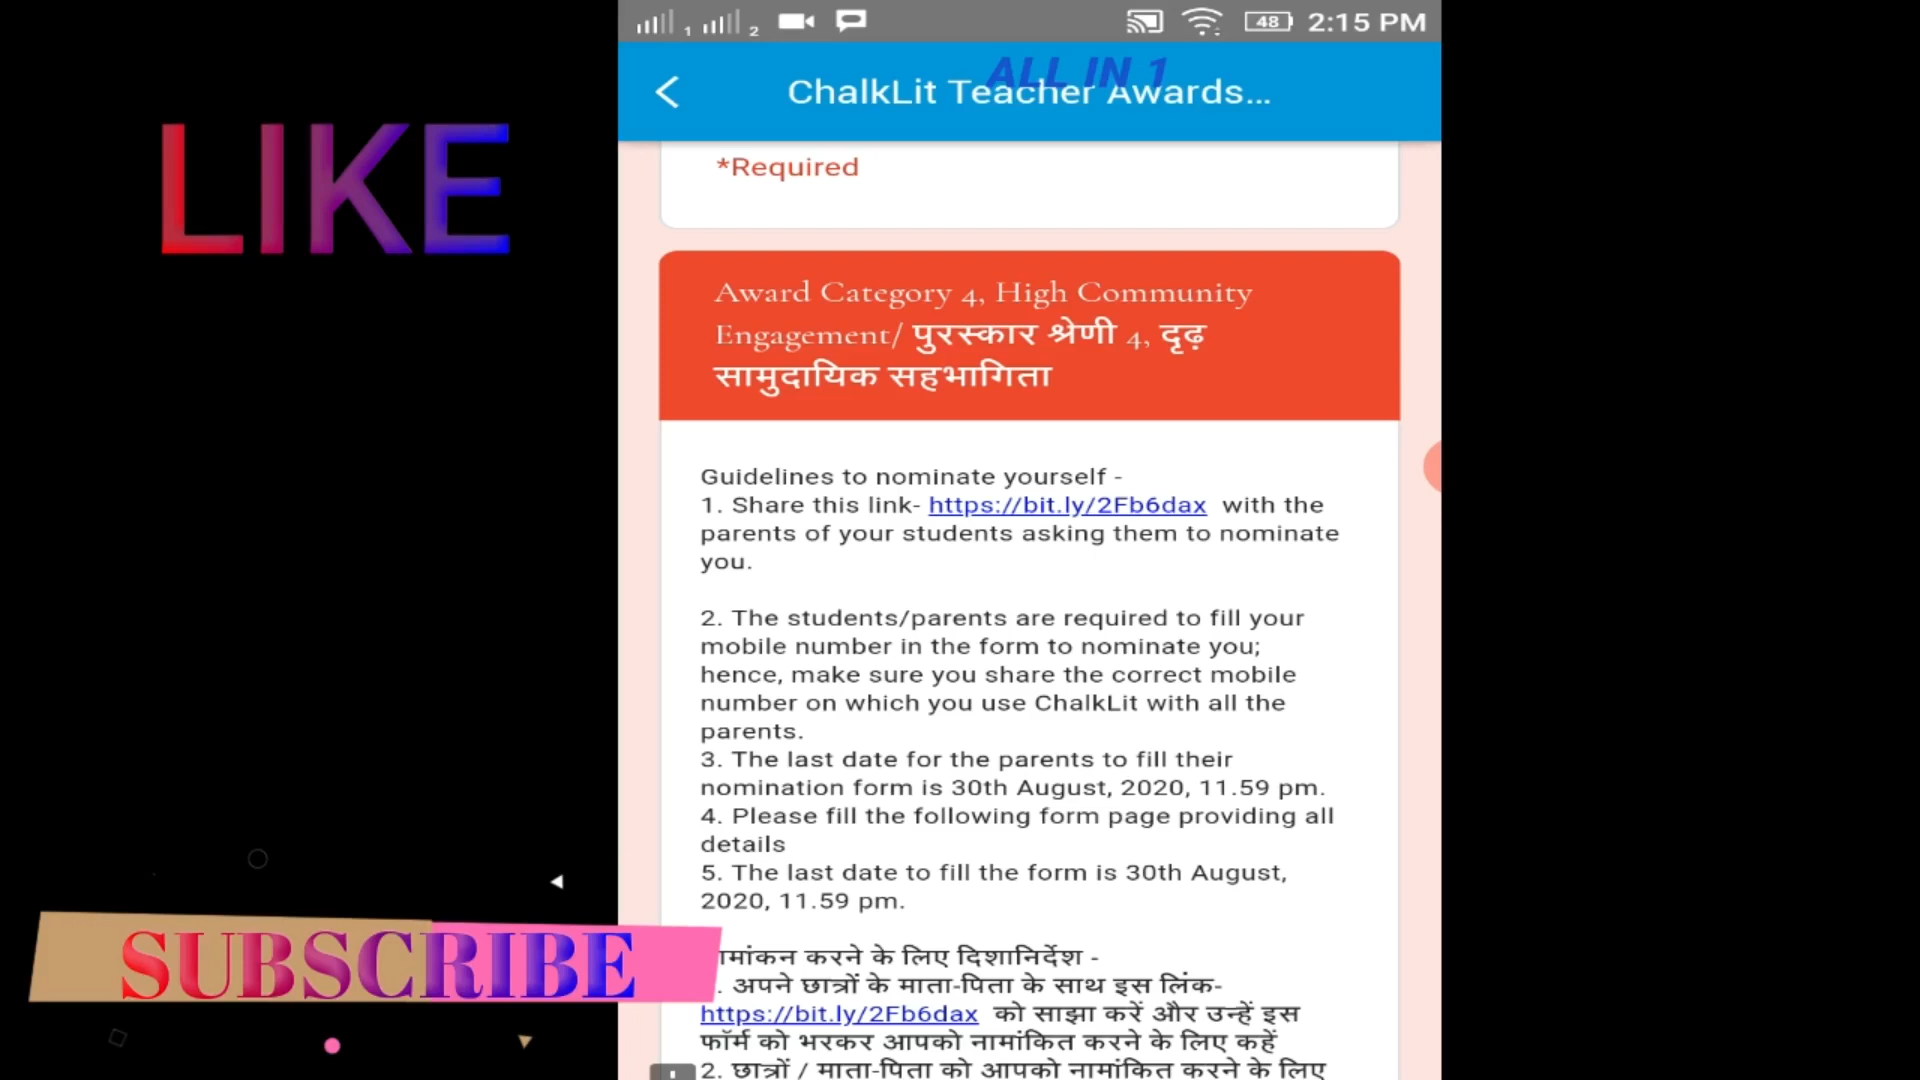 1 2 48 2:15 PM
ALL IN 1
ChalkLit Teacher Awards...
LIKE
*Required
Award Category 4, High Community
Engagement/ पुरस्कार श्रेणी 4, दृढ़
सामुदायिक सहभागिता
Guidelines to nominate yourself -
1. Share this link- https://bit.ly/2Fb6dax with the
parents of your students asking them to nominate
you.
2. The students/parents are required to fill your
mobile number in the form to nominate you;
hence, make sure you share the correct mobile
number on which you use ChalkLit with all the
parents.
3. The last date for the parents to fill their
nomination form is 30th August, 2020, 11.59 pm.
4. Please fill the following form page providing all
details
5. The last date to fill the form is 30th August,
2020, 11.59 pm.
SUBSCRIBE
करने के लिए दिशानिर्देश -
. अपने छात्रों के माता-पिता के साथ इस लिंक-
https://bit.ly/2Fb6dax को साझा करें और उन्हें इस
फॉर्म को भरकर आपको नामांकित करने के लिए कहें
2. छात्रों / माता-पिता को आपको नामांकित करने के लिए